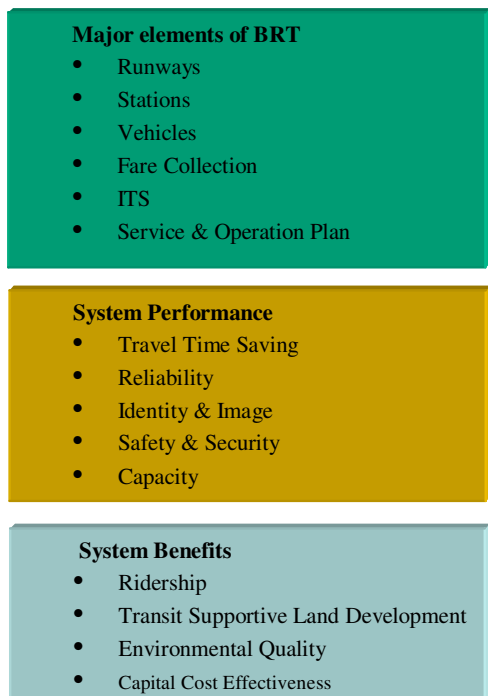 Major elements of BRT
• Runways
• Stations
• Vehicles
• Fare Collection
• ITS
• Service & Operation Plan
System Performance
• Travel Time Saving
• Reliability
• Identity & Image
• Safety & Security
• Capacity
System Benefits
• Ridership
• Transit Supportive Land Development
• Environmental Quality
• Capital Cost Effectiveness